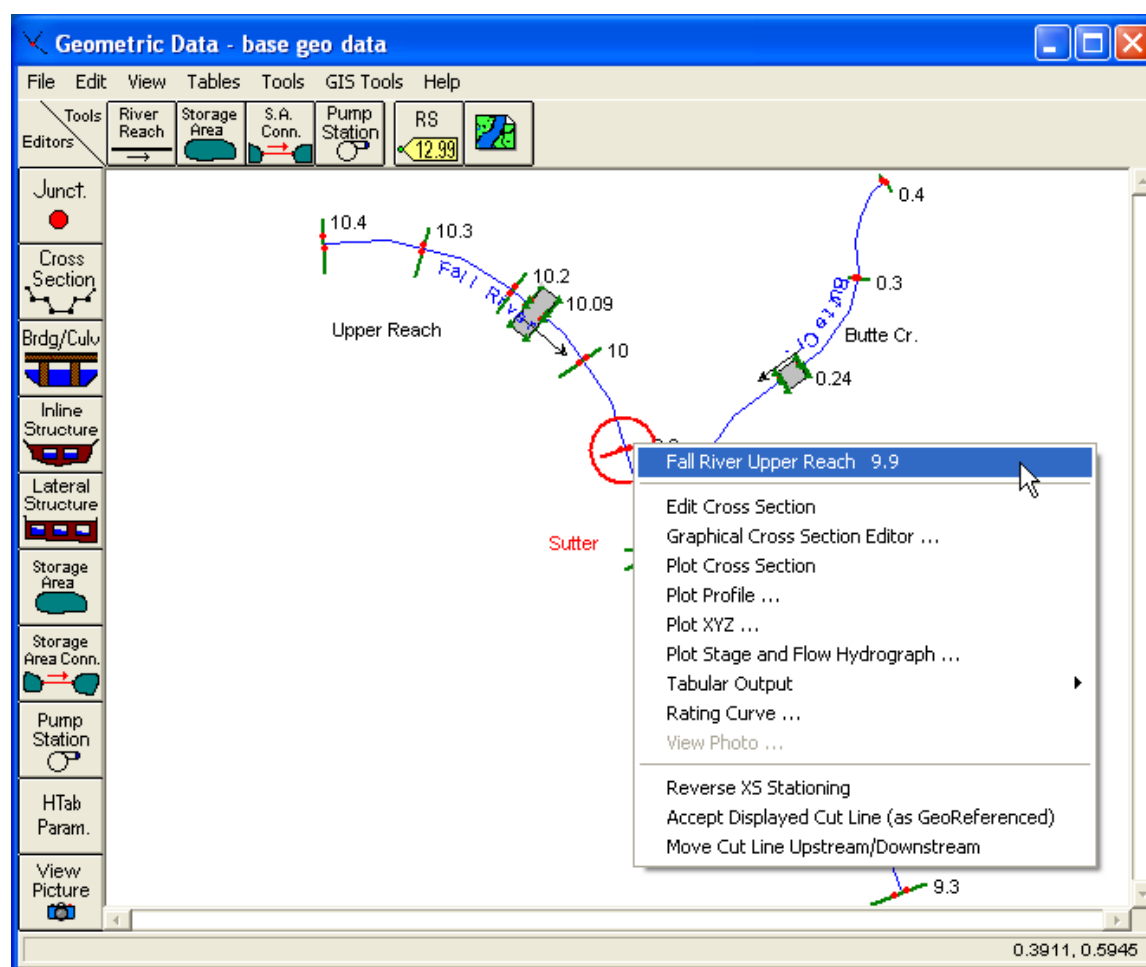 Geometric Data - base geo data
File Edit View Tables Tools GIS Tools Help
Tools
Editors
River
Reach
Storage
Area
S.A.
Conn.
Pump
Station
RS
12.99
Junct.
Cross
Section
Brdg/Culv
Inline
Structure
Lateral
Structure
Storage
Area
Storage
Area Conn.
Pump
Station
HTab
Param.
View
Picture
10.4
10.3
10.2
10.09
10
Fall River
Upper Reach
0.4
0.3
Butte Cr.
Butte Cr.
0.24
Sutter
Fall River Upper Reach 9.9
Edit Cross Section
Graphical Cross Section Editor ...
Plot Cross Section
Plot Profile ...
Plot XYZ ...
Plot Stage and Flow Hydrograph ...
Tabular Output
Rating Curve ...
View Photo ...
Reverse XS Stationing
Accept Displayed Cut Line (as GeoReferenced)
Move Cut Line Upstream/Downstream
9.3
0.3911, 0.5945